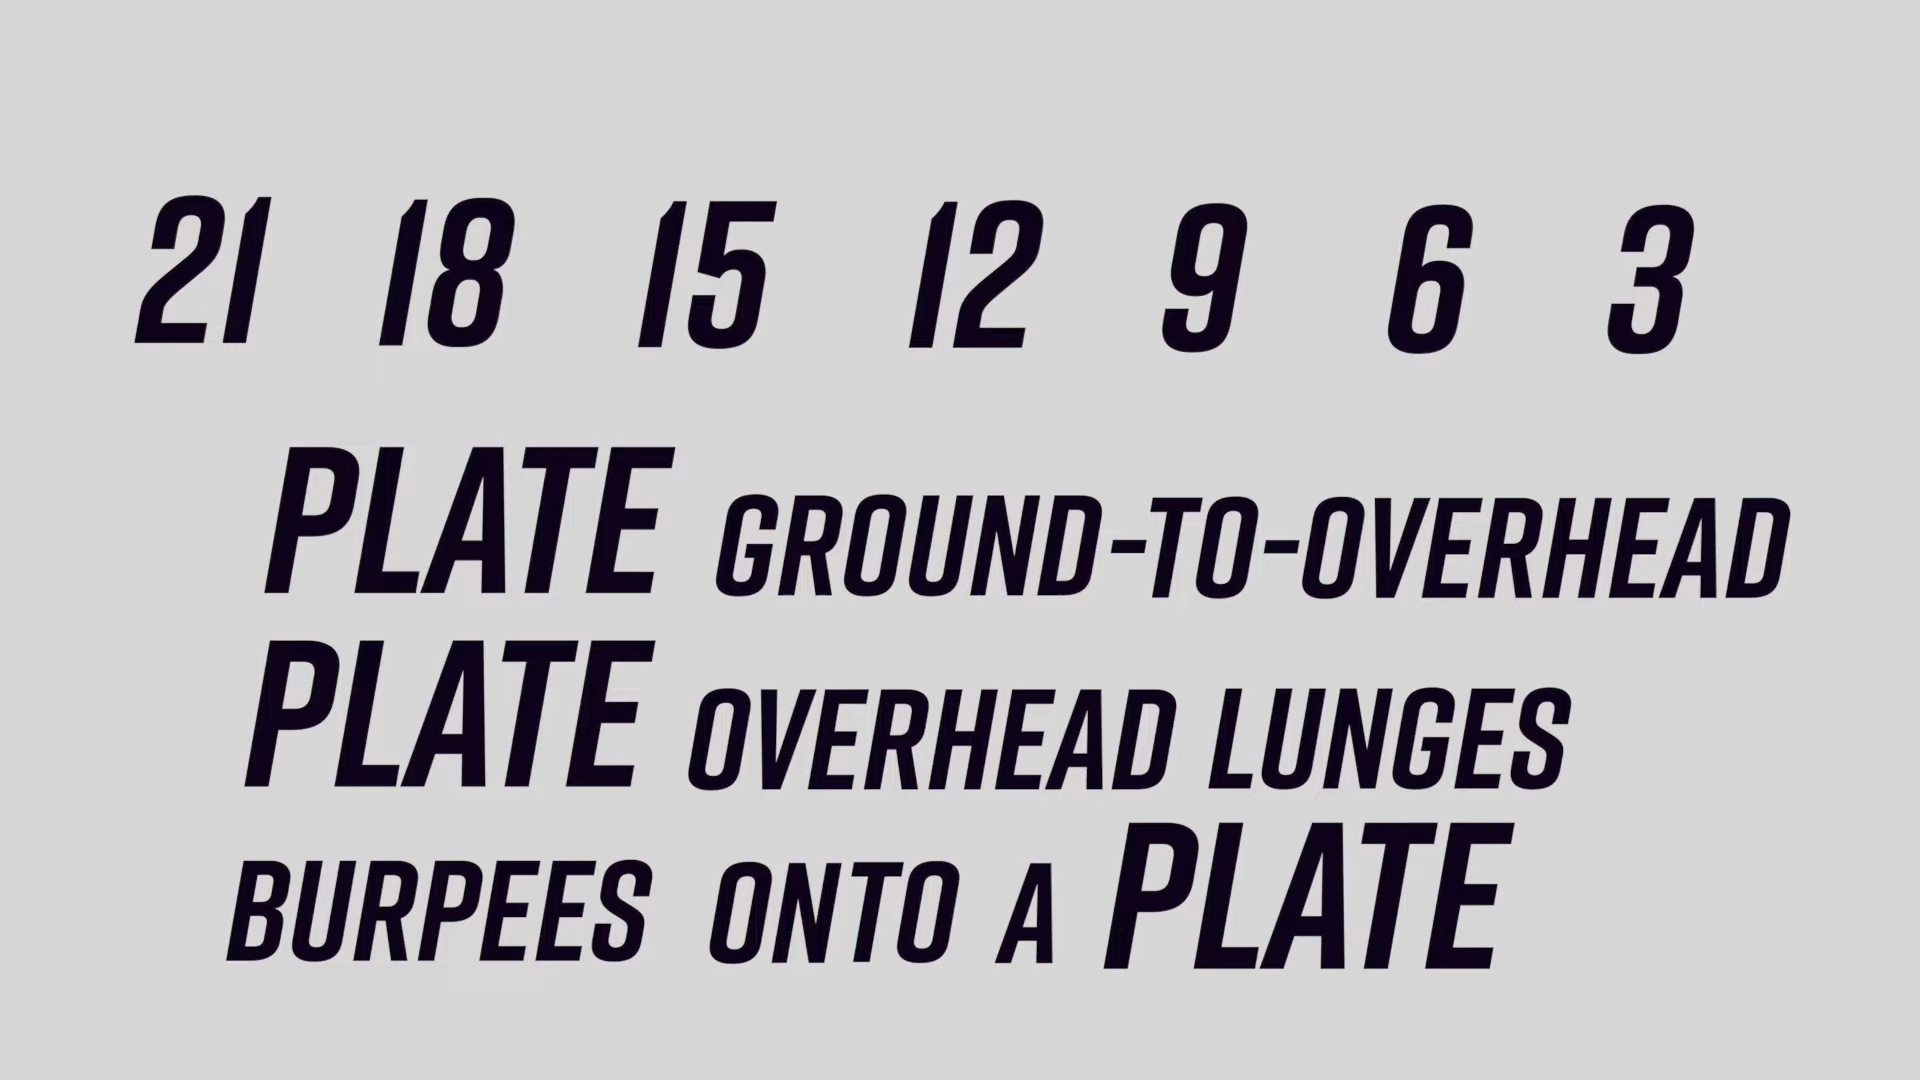 21 18 15 12 9 6 3
PLATE GROUND-TO-OVERHEAD
PLATE OVERHEAD LUNGES
BURPEES ONTO A PLATE